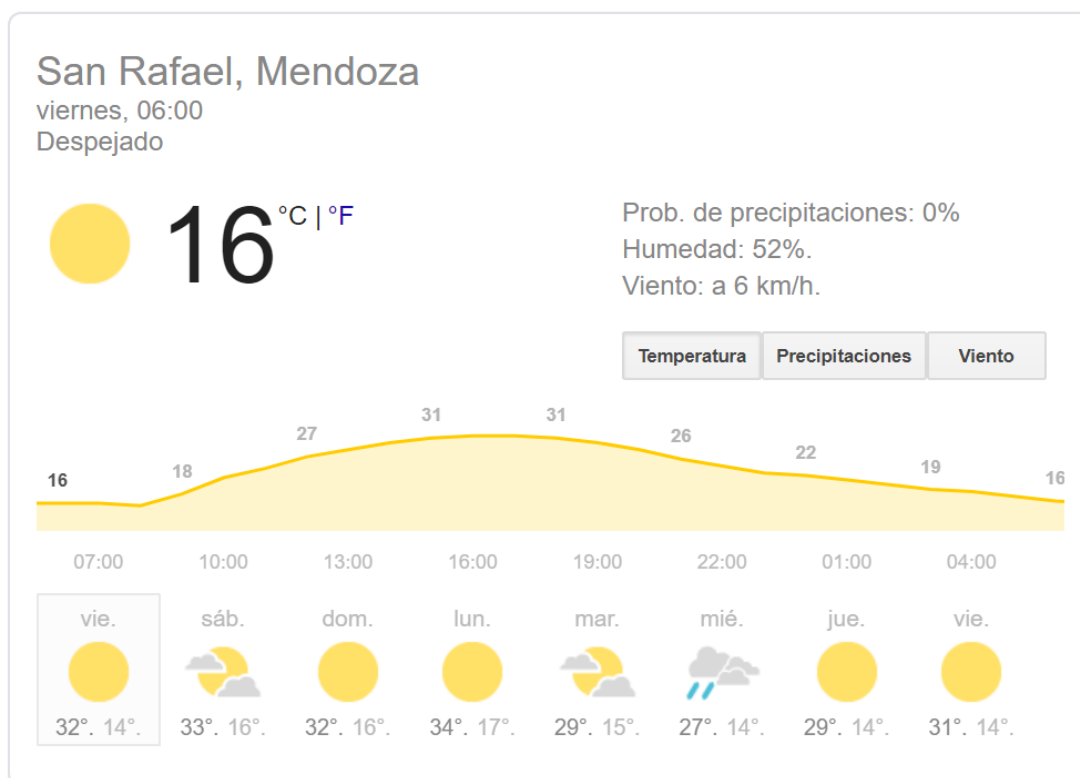 San Rafael, Mendoza
viernes, 06:00
Despejado
16 °C | °F
Prob. de precipitaciones: 0%
Humedad: 52%.
Viento: a 6 km/h.
Temperatura Precipitaciones Viento
16 18 27 31 31 26 22 19 16
07:00 10:00 13:00 16:00 19:00 22:00 01:00 04:00
vie. sáb. dom. lun. mar. mié. jue. vie.
32°. 14°. 33°. 16°. 32°. 16°. 34°. 17°. 29°. 15°. 27°. 14°. 29°. 14°. 31°. 14°.